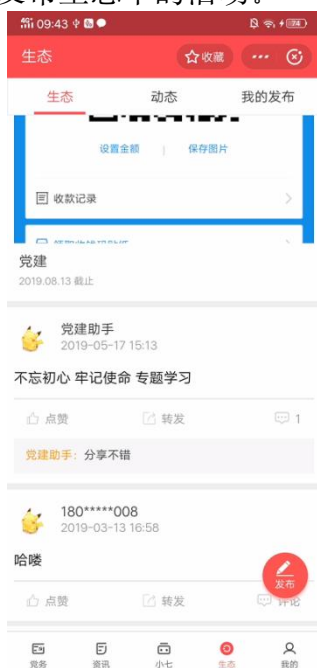 09:43
生态
收藏
生态 动态 我的发布
设置金额 | 保存图片
收款记录
党建
2019.08.13 截止
党建助手
2019-05-17 15:13
不忘初心 牢记使命 专题学习
点赞 转发 1
党建助手：分享不错
180*****008
2019-03-13 16:58
哈喽
发布
点赞 转发 评论
党务 资讯 小七 生态 我的